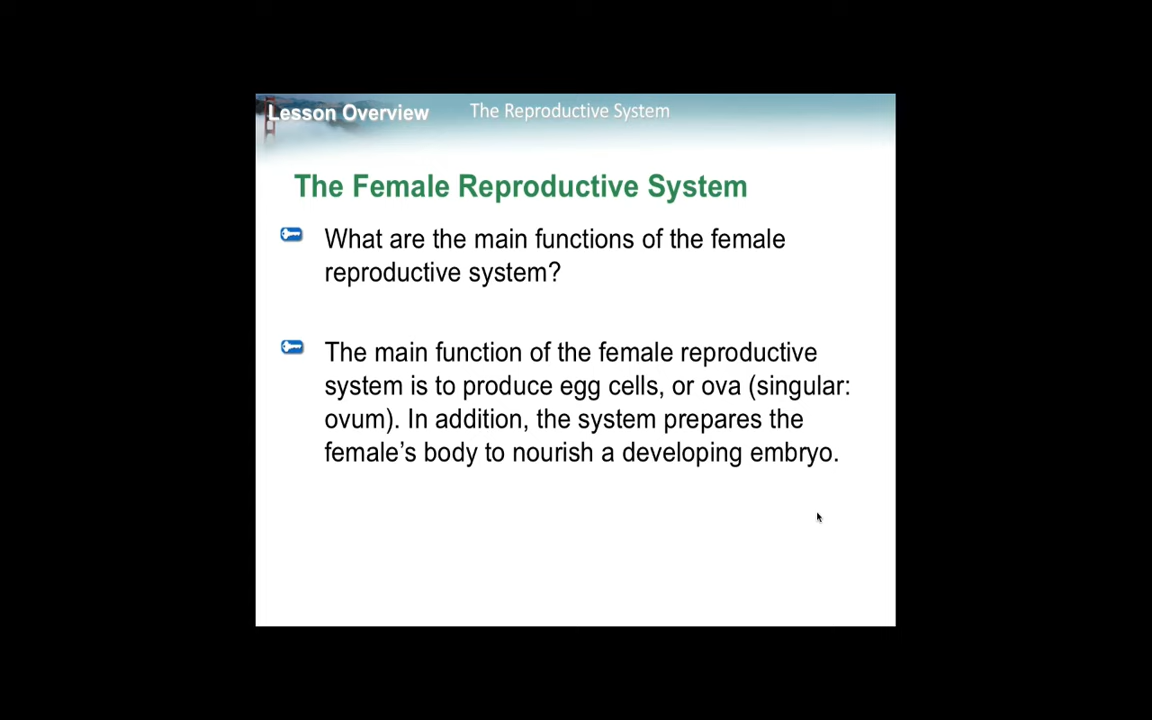 Lesson Overview The Reproductive System
The Female Reproductive System
What are the main functions of the female
reproductive system?
The main function of the female reproductive
system is to produce egg cells, or ova (singular:
ovum). In addition, the system prepares the
female’s body to nourish a developing embryo.